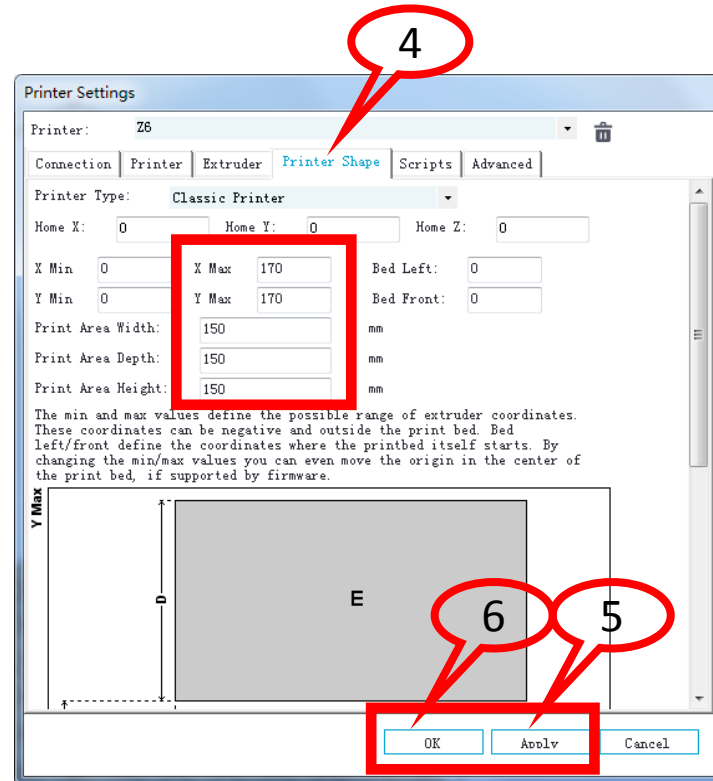 4
Printer Settings
Printer: Z6
Connection Printer Extruder Printer Shape Scripts Advanced
Printer Type: Classic Printer
Home X: 0 Home Y: 0 Home Z: 0
X Min 0 X Max 170 Bed Left: 0
Y Min 0 Y Max 170 Bed Front: 0
Print Area Width: 150 mm
Print Area Depth: 150 mm
Print Area Height: 150 mm
The min and max values define the possible range of extruder coordinates.
These coordinates can be negative and outside the print bed. Bed
left/front define the coordinates where the printbed itself starts. By
changing the min/max values you can even move the origin in the center of
the print bed, if supported by firmware.
Y Max
D
E
6 5
OK Apply Cancel